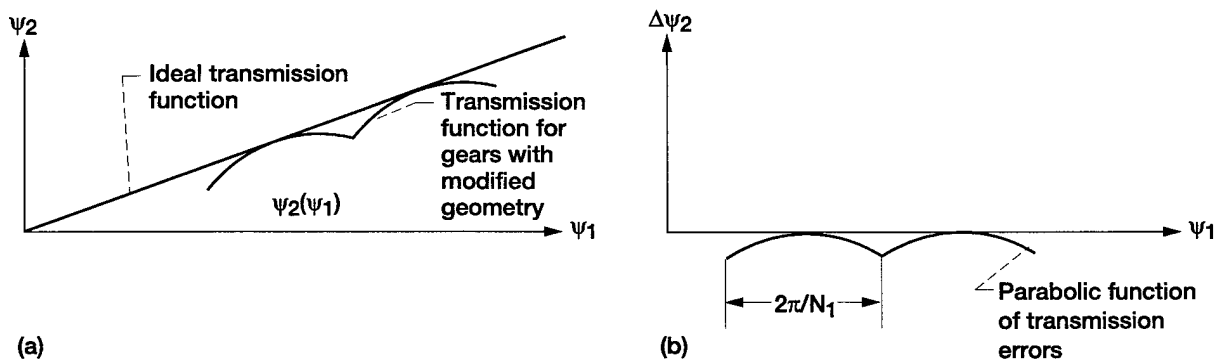 ψ₂
Ideal transmission
function
Transmission
function for
gears with
modified
geometry
ψ₂(ψ₁)
ψ₁
(a)
Δψ₂
ψ₁
2π/N₁
Parabolic function
of transmission
errors
(b)